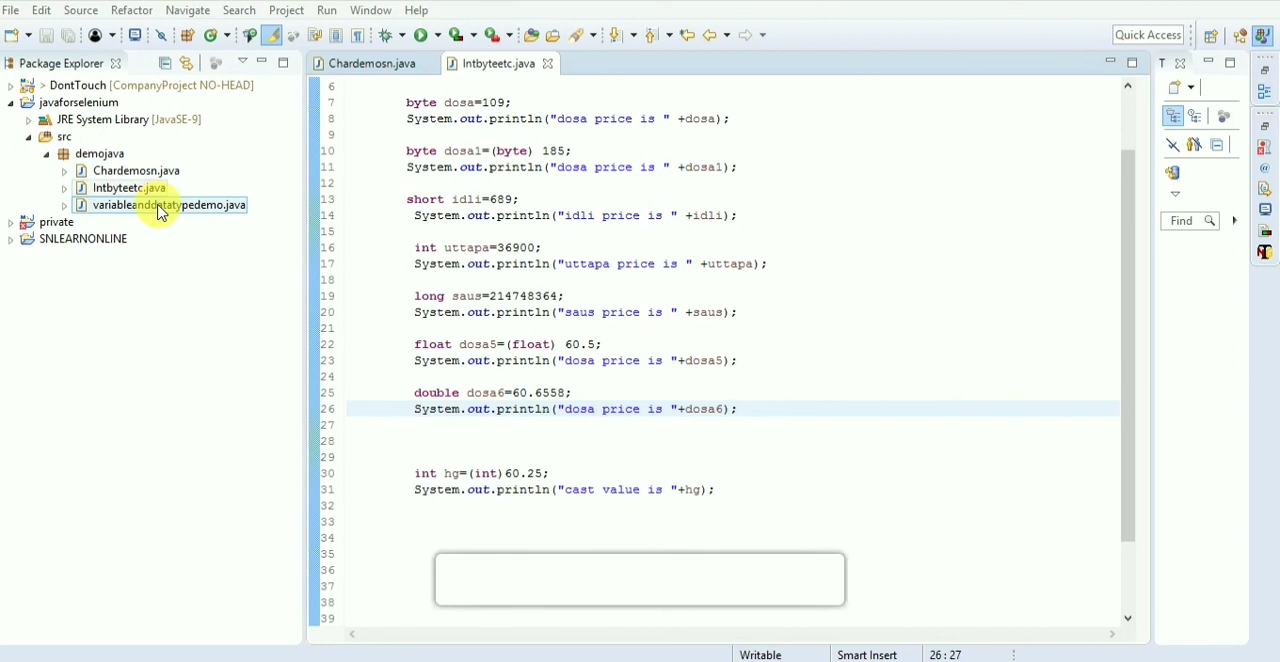 File Edit Source Refactor Navigate Search Project Run Window Help
Quick Access
Package Explorer
Chardemosn.java
Intbyteetc.java
T
> DontTouch [CompanyProject NO-HEAD]
javaforselenium
JRE System Library [JavaSE-9]
src
demojava
Chardemosn.java
Intbyteetc.java
variableanddatatypedemo.java
private
SNLEARNONLINE
6
7 byte dosa=109;
8 System.out.println("dosa price is " +dosa);
9
10 byte dosa1=(byte) 185;
11 System.out.println("dosa price is " +dosa1);
12
13 short idli=689;
14 System.out.println("idli price is " +idli);
15
16 int uttapa=36900;
17 System.out.println("uttapa price is " +uttapa);
18
19 long saus=214748364;
20 System.out.println("saus price is " +saus);
21
22 float dosa5=(float) 60.5;
23 System.out.println("dosa price is "+dosa5);
24
25 double dosa6=60.6558;
26 System.out.println("dosa price is "+dosa6);
27
28
29
30 int hg=(int)60.25;
31 System.out.println("cast value is "+hg);
32
33
34
35
36
37
38
39
Find
Writable Smart Insert 26 : 27